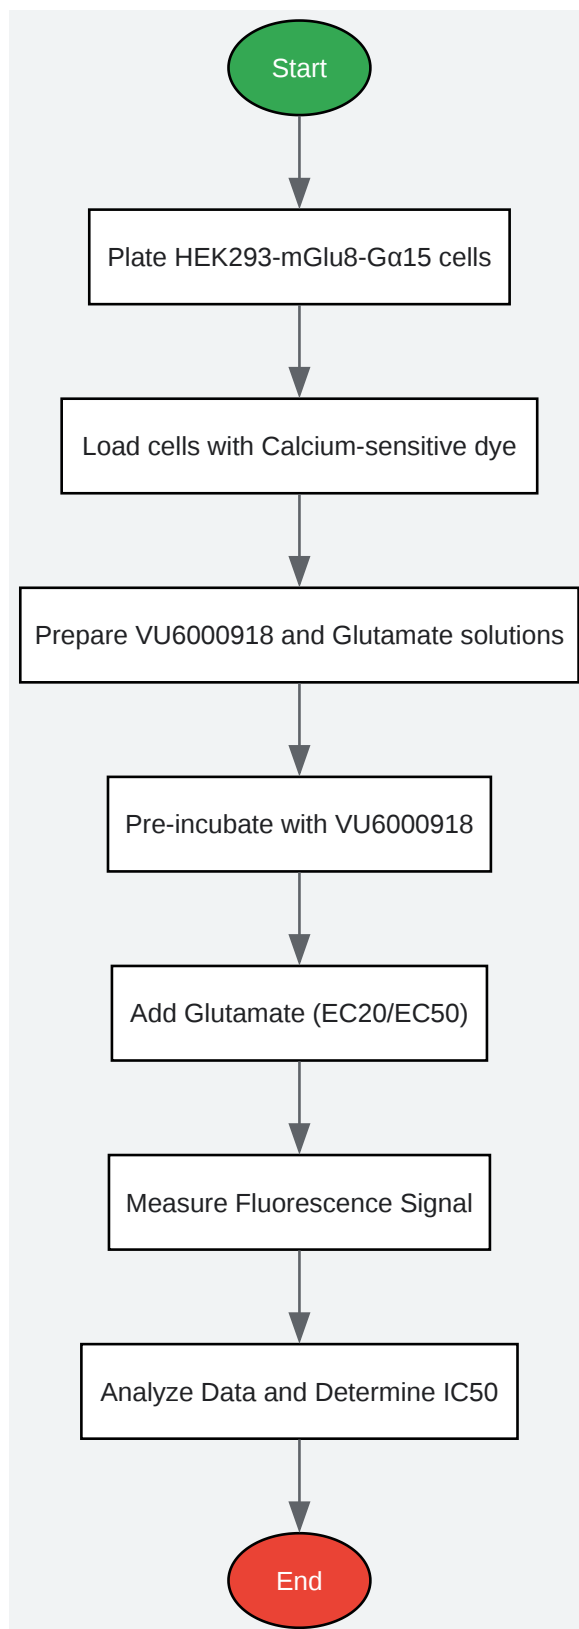 Start
Plate HEK293-mGlu8-Gα15 cells
Load cells with Calcium-sensitive dye
Prepare VU6000918 and Glutamate solutions
Pre-incubate with VU6000918
Add Glutamate (EC20/EC50)
Measure Fluorescence Signal
Analyze Data and Determine IC50
End